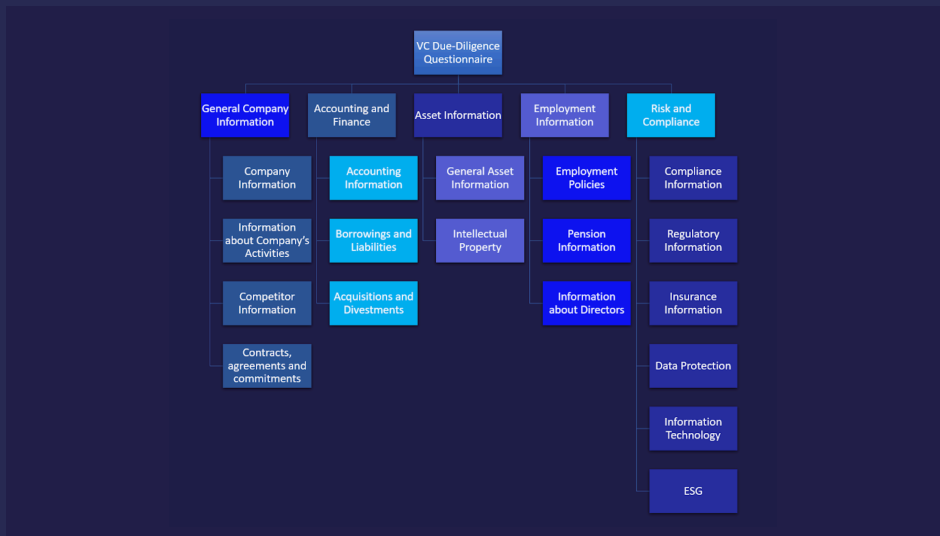 VC Due-Diligence
Questionnaire
General Company
Information
Accounting and
Finance
Asset Information
Employment
Information
Risk and
Compliance
Company
Information
Information
about Company's
Activities
Competitor
Information
Contracts,
agreements and
commitments
Accounting
Information
Borrowings and
Liabilities
Acquisitions and
Divestments
General Asset
Information
Intellectual
Property
Employment
Policies
Pension
Information
Information
about Directors
Compliance
Information
Regulatory
Information
Insurance
Information
Data Protection
Information
Technology
ESG